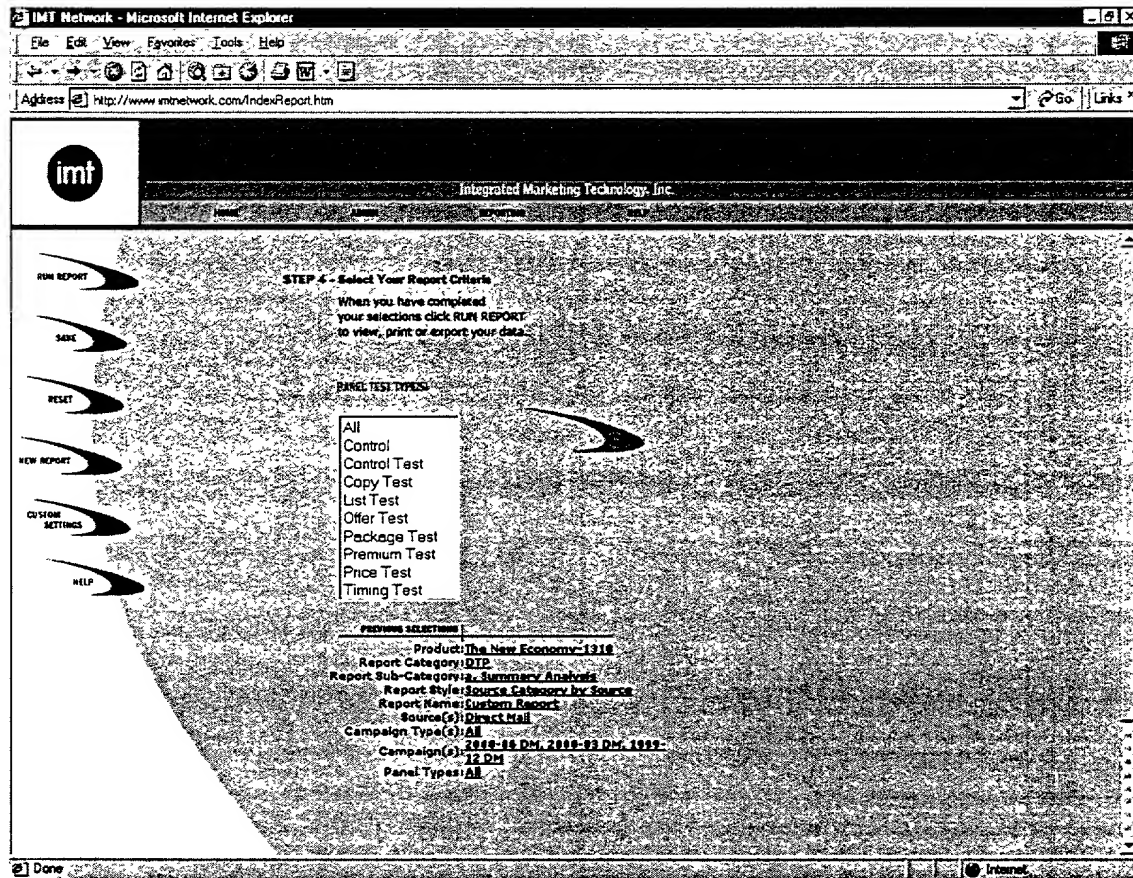 IMT Network - Microsoft Internet Explorer
File Edit View Favorites Tools Help
Address http://www.imtnetwork.com/IndexReport.htm Go Links
imt
Integrated Marketing Technology, Inc.
HOME ADMIN REPORTING HELP
RUN REPORT
SAVE
RESET
NEW REPORT
CUSTOM
SETTINGS
HELP
STEP 4 - Select Your Report Criteria
When you have completed
your selections click RUN REPORT
to view, print or export your data.
PANEL TEST TYPE(S)
All
Control
Control Test
Copy Test
List Test
Offer Test
Package Test
Premium Test
Price Test
Timing Test
PREVIOUS SELECTIONS
Product: The New Economy-1310
Report Category: DTP
Report Sub-Category: a. Summary Analysis
Report Style: Source Category by Source
Report Name: Custom Report
Source(s): Direct Mail
Campaign Type(s): All
Campaign(s): 2000-06 DM, 2000-03 DM, 1999-
12 DM
Panel Types: All
Done Internet